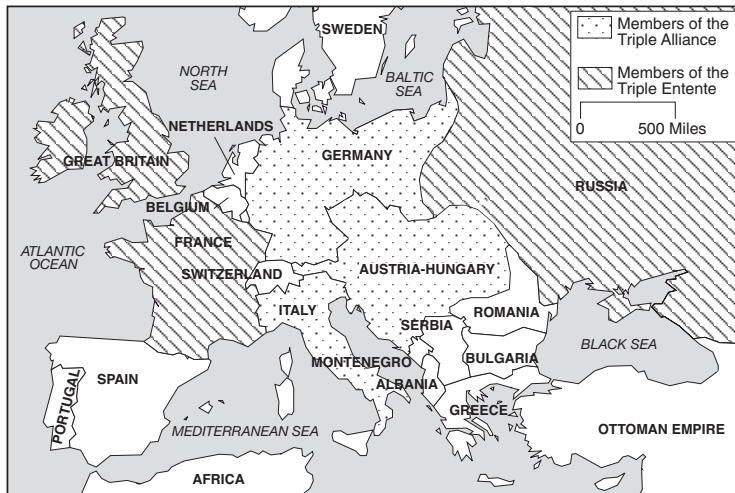 SWEDEN
Members of the
Triple Alliance
Members of the
Triple Entente
0 500 Miles
NORTH
SEA
BALTIC
SEA
NETHERLANDS
GREAT BRITAIN
GERMANY
RUSSIA
BELGIUM
FRANCE
ATLANTIC
OCEAN
SWITZERLAND
AUSTRIA-HUNGARY
ITALY
ROMANIA
SERBIA
BLACK SEA
MONTENEGRO
BULGARIA
SPAIN
ALBANIA
PORTUGAL
GREECE
MEDITERRANEAN SEA
OTTOMAN EMPIRE
AFRICA